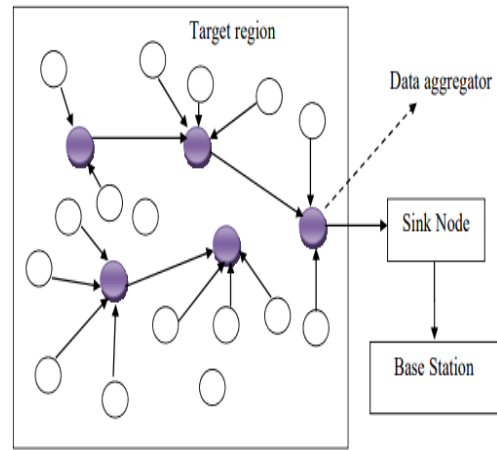 Target region
Data aggregator
Sink Node
Base Station